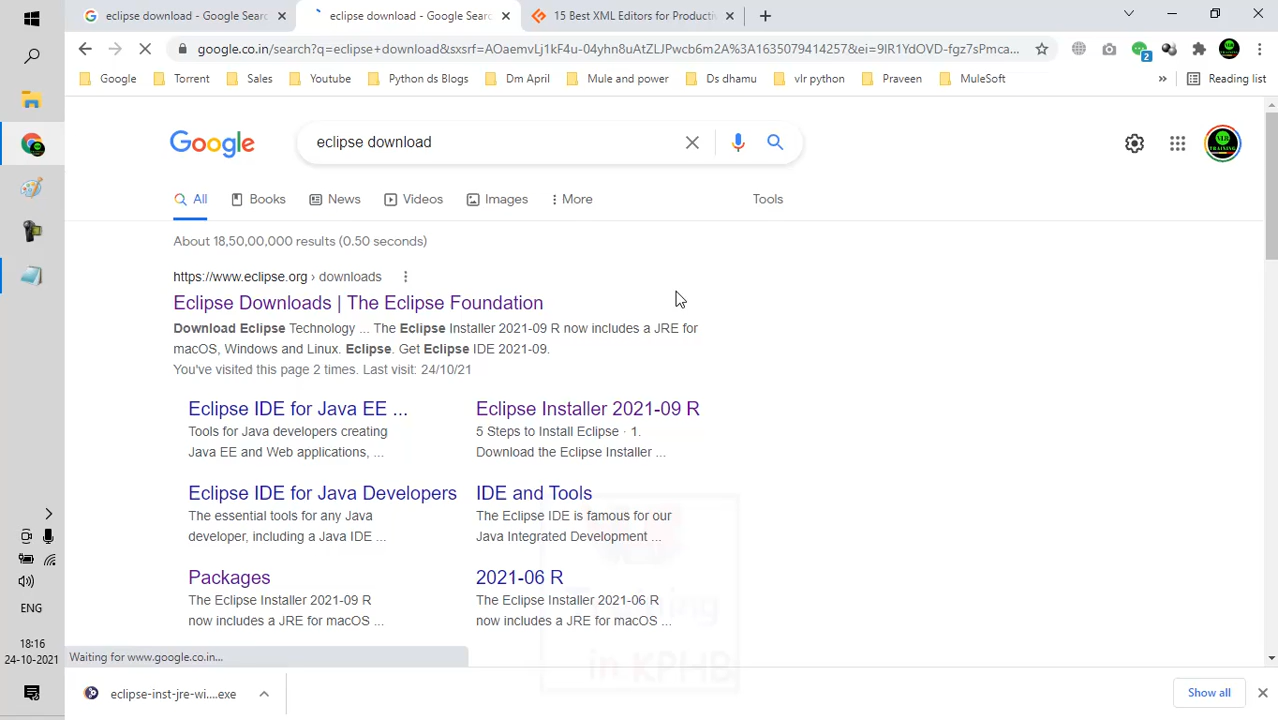 eclipse download - Google Searc
eclipse download - Google Searc
15 Best XML Editors for Producti
google.co.in/search?q=eclipse+download&sxsrf=AOaemvLj1kF4u-04yhn8uAtZLJPwcb6m2A%3A1635079414257&ei=9IR1YdOVD-fgz7sPmca...
2
Google
Torrent
Sales
Youtube
Python ds Blogs
Dm April
Mule and power
Ds dhamu
vlr python
Praveen
MuleSoft
»
Reading list
Google
eclipse download
All
Books
News
Videos
Images
More
Tools
About 18,50,00,000 results (0.50 seconds)
https://www.eclipse.org › downloads
Eclipse Downloads | The Eclipse Foundation
Download Eclipse Technology ... The Eclipse Installer 2021-09 R now includes a JRE for
macOS, Windows and Linux. Eclipse. Get Eclipse IDE 2021-09.
You've visited this page 2 times. Last visit: 24/10/21
Eclipse IDE for Java EE ...
Tools for Java developers creating
Java EE and Web applications, ...
Eclipse Installer 2021-09 R
5 Steps to Install Eclipse · 1.
Download the Eclipse Installer ...
Eclipse IDE for Java Developers
The essential tools for any Java
developer, including a Java IDE ...
IDE and Tools
The Eclipse IDE is famous for our
Java Integrated Development ...
Packages
The Eclipse Installer 2021-09 R
now includes a JRE for macOS ...
2021-06 R
The Eclipse Installer 2021-06 R
now includes a JRE for macOS ...
Training
in KPHB
ENG
18:16
24-10-2021
Waiting for www.google.co.in...
eclipse-inst-jre-wi....exe
Show all